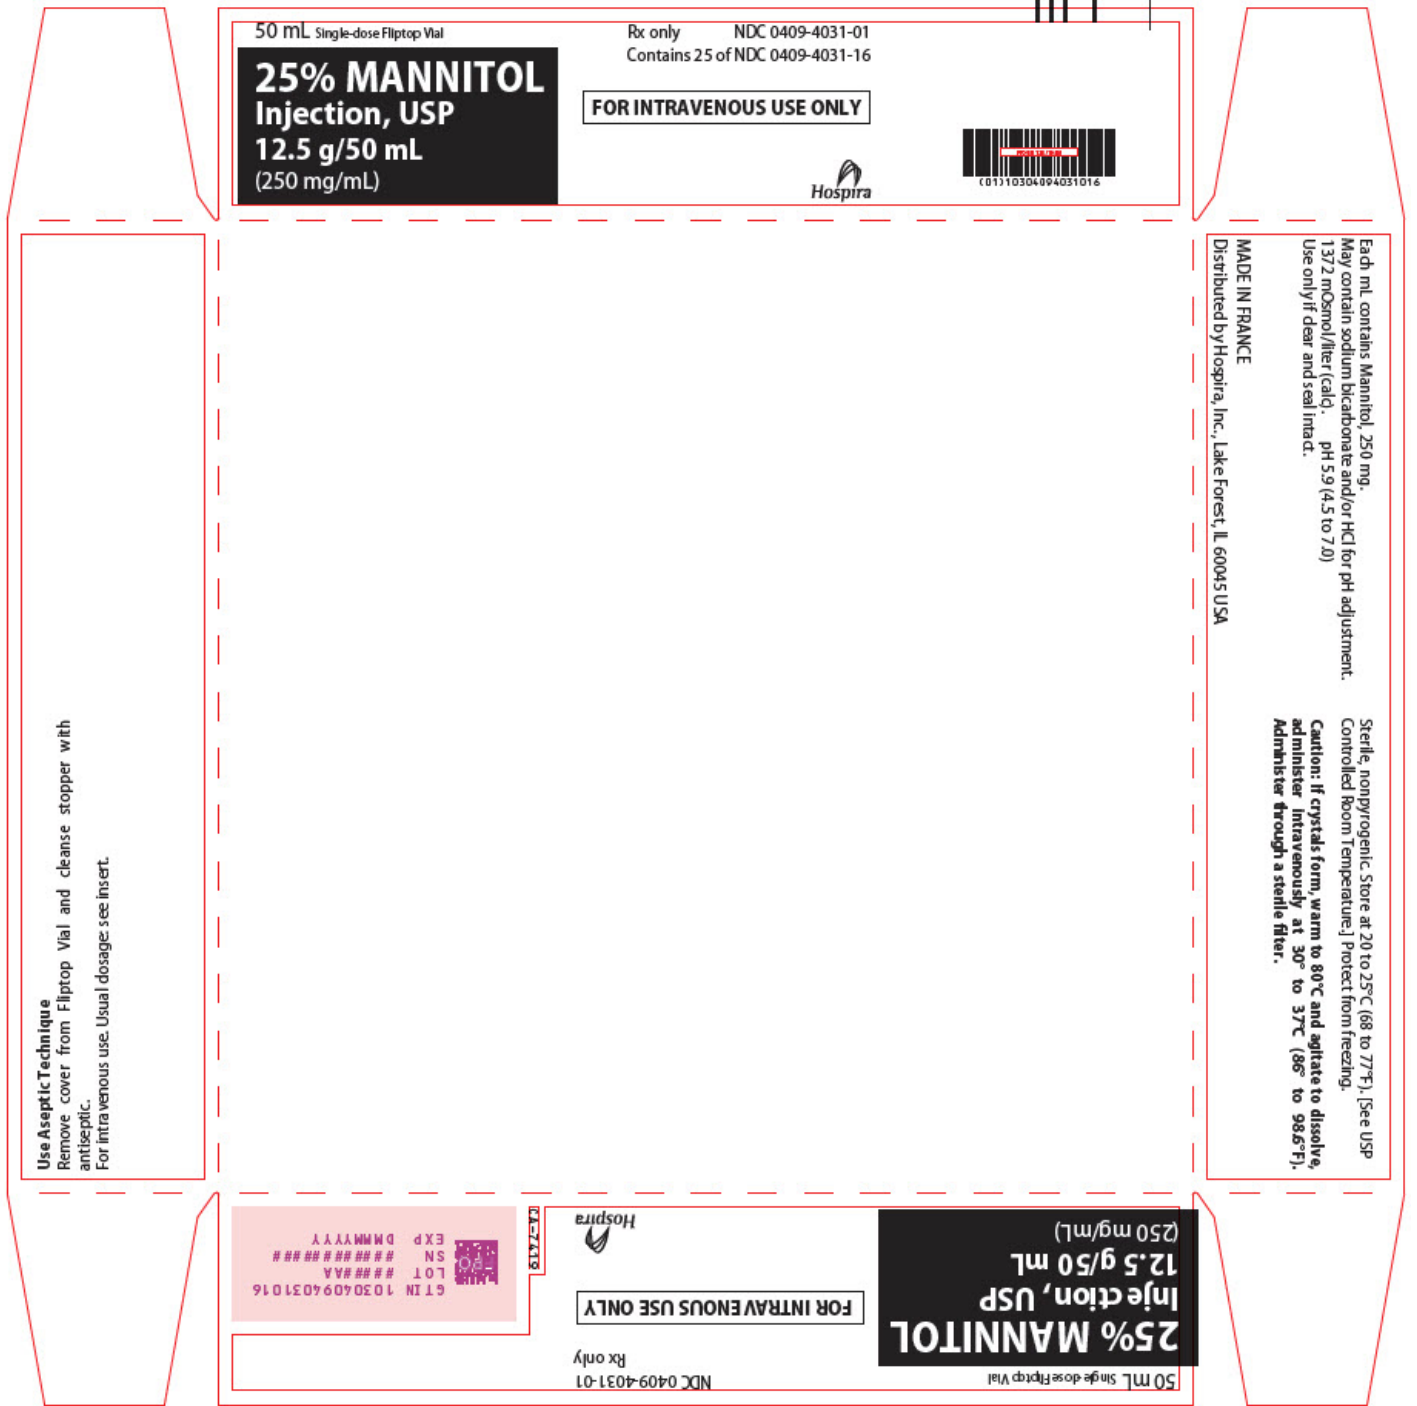 50 mL Single-dose Fliptop Vial
25% MANNITOL
Injection, USP
12.5 g/50 mL
(250 mg/mL)
Rx only NDC 0409-4031-01
Contains 25 of NDC 0409-4031-16
FOR INTRAVENOUS USE ONLY
Hospira
(01)10304094031016
Each mL contains Mannitol, 250 mg.
May contain sodium bicarbonate and/or HCl for pH adjustment.
1372 mOsmol/liter (calc). pH 5.9 (4.5 to 7.0)
Use only if clear and seal intact.
MADE IN FRANCE
Distributed by Hospira, Inc., Lake Forest, IL 60045 USA
Sterile, nonpyrogenic. Store at 20 to 25°C (68 to 77°F). [See USP
Controlled Room Temperature.] Protect from freezing.
Caution: If crystals form, warm to 80°C and agitate to dissolve,
administer intravenously at 30° to 37°C (86° to 98.6°F).
Administer through a sterile filter.
Use Aseptic Technique
Remove cover from Fliptop Vial and cleanse stopper with
antiseptic.
For intravenous use. Usual dosage: see insert.
50 mL Single-dose Fliptop Vial
25% MANNITOL
Injection, USP
12.5 g/50 mL
(250 mg/mL)
NDC 0409-4031-01
Rx only
FOR INTRAVENOUS USE ONLY
Hospira
CA-7419
GTIN 10304094031016
LOT ######AA
SN ############
EXP DMMMYYYY
FPO